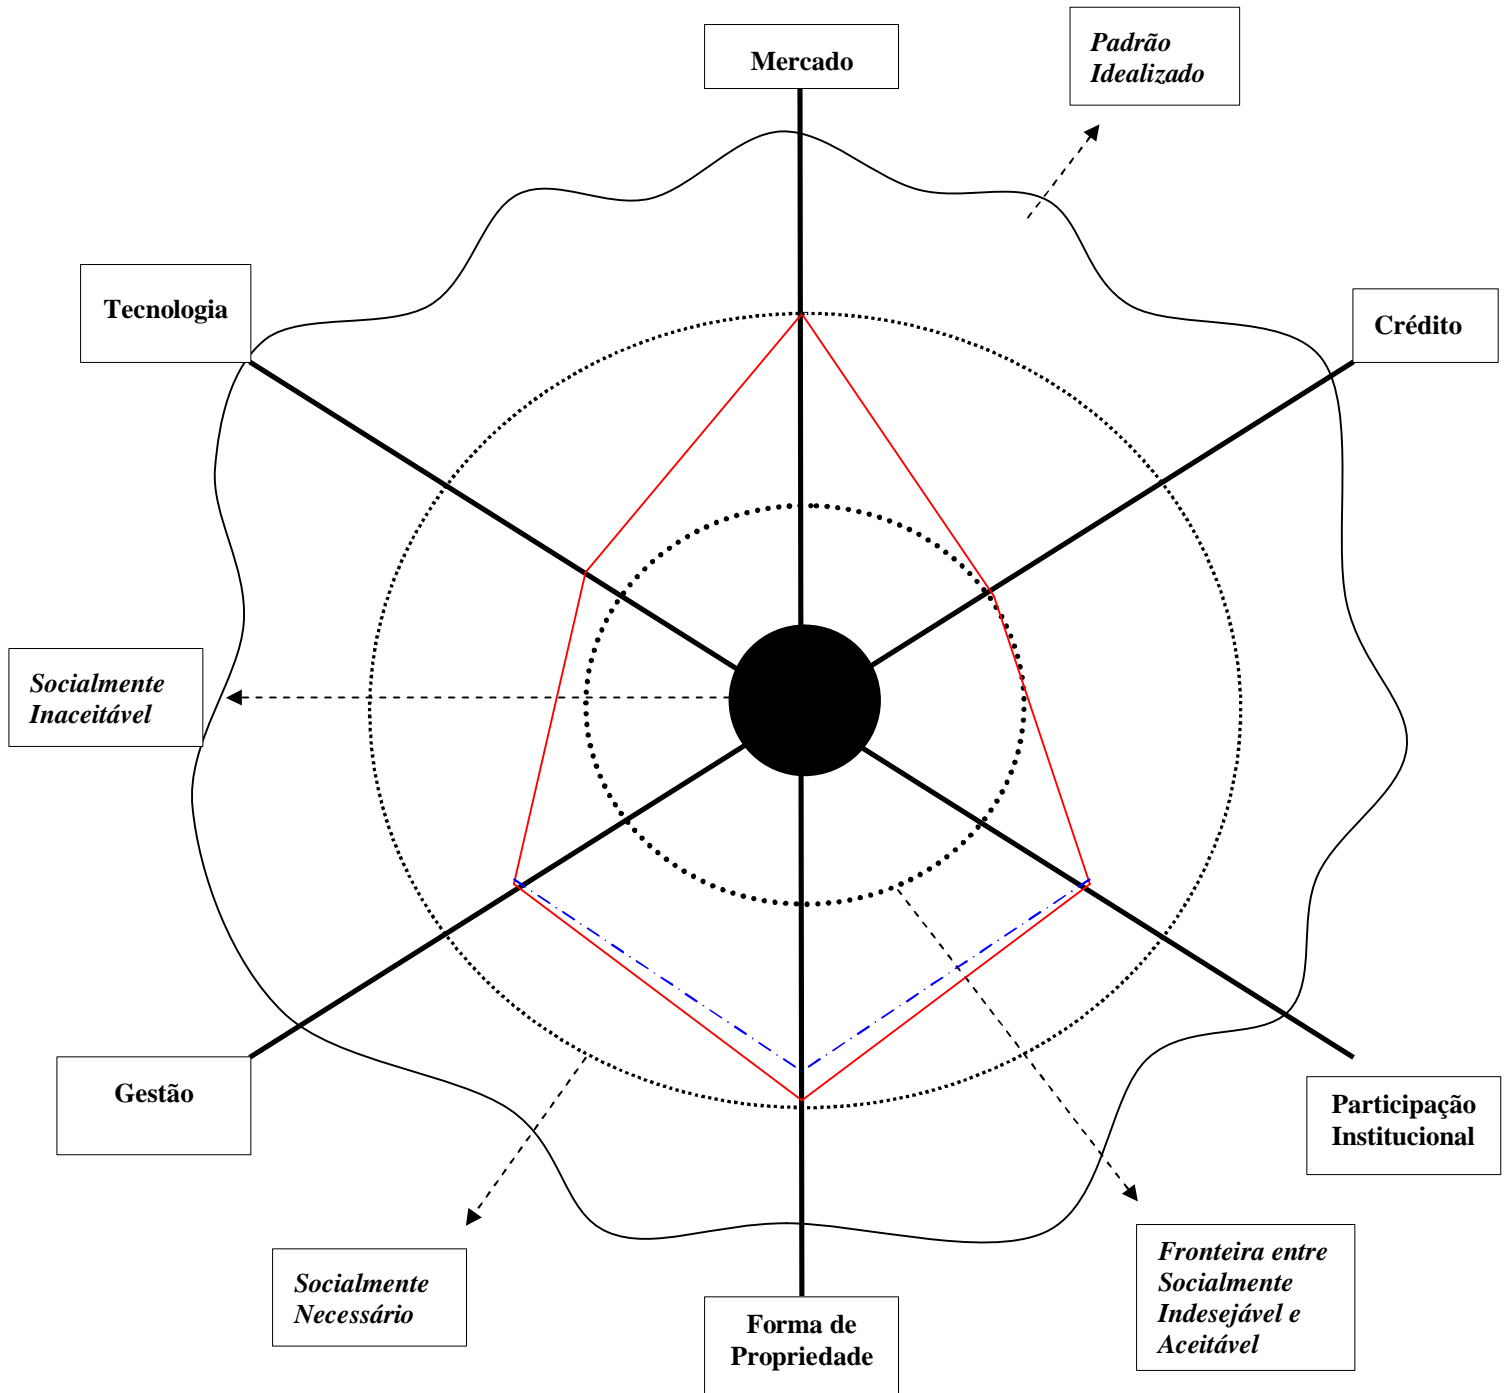 Padrão
Idealizado
Mercado
Tecnologia
Crédito
Socialmente
Inaceitável
Gestão
Participação
Institucional
Socialmente
Necessário
Fronteira entre
Socialmente
Indesejável e
Aceitável
Forma de
Propriedade